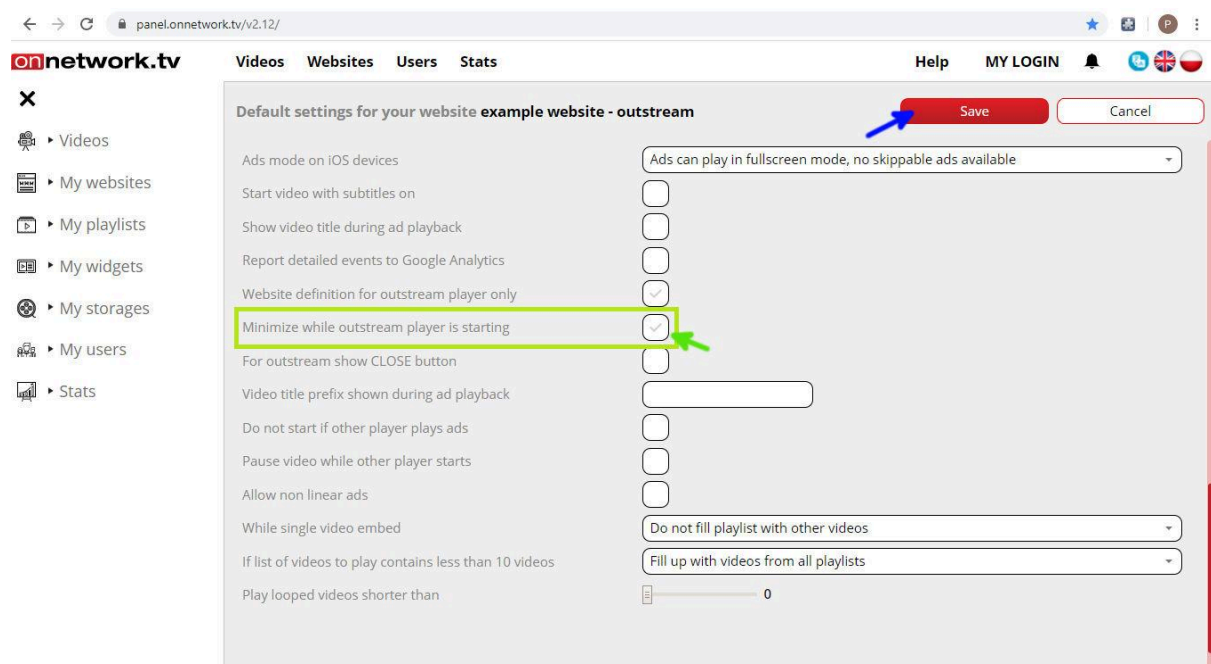 panel.onnetwork.tv/v2.12/
P
onnetwork.tv
Videos Websites Users Stats
Help MY LOGIN
Videos
My websites
My playlists
My widgets
My storages
My users
Stats
Default settings for your website example website - outstream
Save Cancel
Ads mode on iOS devices Ads can play in fullscreen mode, no skippable ads available
Start video with subtitles on
Show video title during ad playback
Report detailed events to Google Analytics
Website definition for outstream player only
Minimize while outstream player is starting
For outstream show CLOSE button
Video title prefix shown during ad playback
Do not start if other player plays ads
Pause video while other player starts
Allow non linear ads
While single video embed Do not fill playlist with other videos
If list of videos to play contains less than 10 videos Fill up with videos from all playlists
Play looped videos shorter than 0